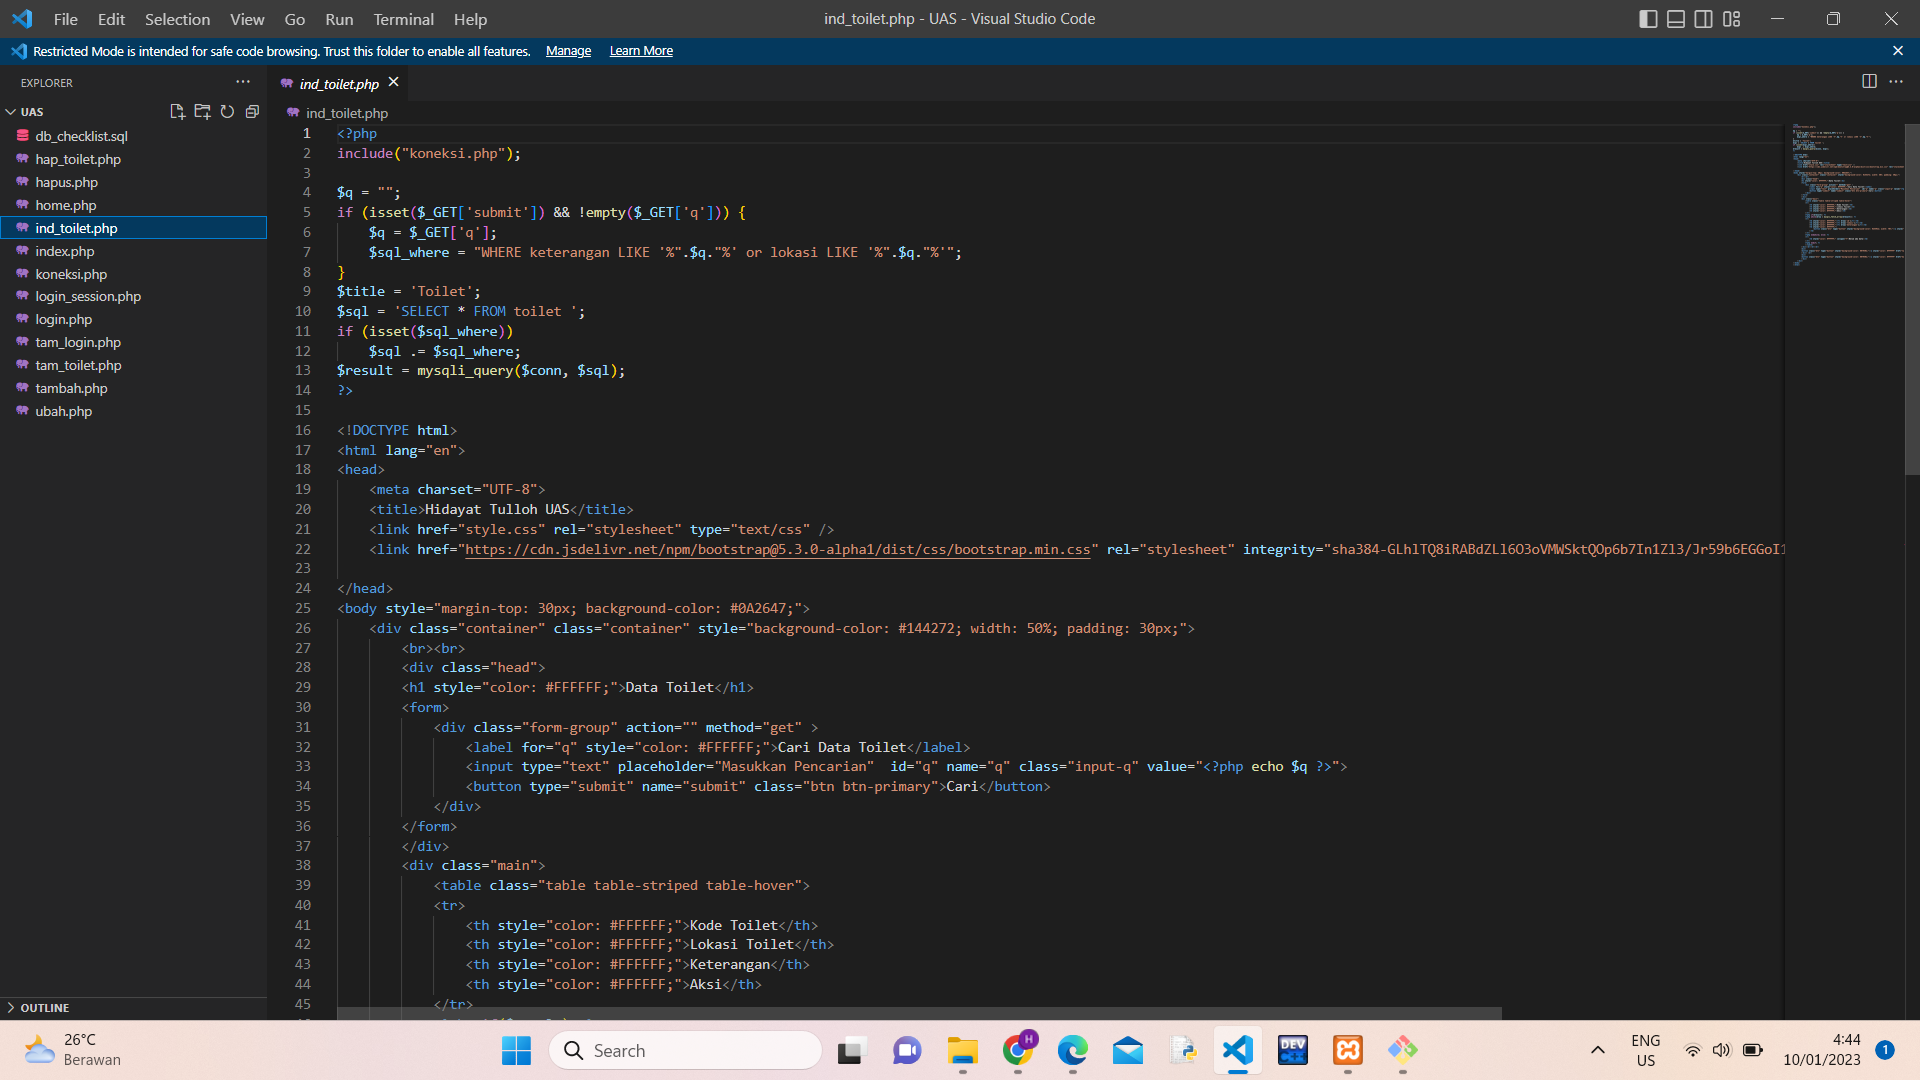 File Edit Selection View Go Run Terminal Help
ind_toilet.php - UAS - Visual Studio Code
Restricted Mode is intended for safe code browsing. Trust this folder to enable all features. Manage Learn More
EXPLORER
UAS
db_checklist.sql
hap_toilet.php
hapus.php
home.php
ind_toilet.php
index.php
koneksi.php
login_session.php
login.php
tam_login.php
tam_toilet.php
tambah.php
ubah.php
OUTLINE
ind_toilet.php
ind_toilet.php
1 <?php
2 include("koneksi.php");
3
4 $q = "";
5 if (isset($_GET['submit']) && !empty($_GET['q'])) {
6     $q = $_GET['q'];
7     $sql_where = "WHERE keterangan LIKE '%".$q."%' or lokasi LIKE '%".$q."%'";
8 }
9 $title = 'Toilet';
10 $sql = 'SELECT * FROM toilet ';
11 if (isset($sql_where))
12     $sql .= $sql_where;
13 $result = mysqli_query($conn, $sql);
14 ?>
15
16 <!DOCTYPE html>
17 <html lang="en">
18 <head>
19     <meta charset="UTF-8">
20     <title>Hidayat Tulloh UAS</title>
21     <link href="style.css" rel="stylesheet" type="text/css" />
22     <link href="https://cdn.jsdelivr.net/npm/bootstrap@5.3.0-alpha1/dist/css/bootstrap.min.css" rel="stylesheet" integrity="sha384-GLhlTQ8iRABdZLl6O3oVMWSktQOp6b7In1Zl3/Jr59b6EGGoI1
23
24 </head>
25 <body style="margin-top: 30px; background-color: #0A2647;">
26     <div class="container" class="container" style="background-color: #144272; width: 50%; padding: 30px;">
27         <br><br>
28         <div class="head">
29         <h1 style="color: #FFFFFF;">Data Toilet</h1>
30         <form>
31             <div class="form-group" action="" method="get" >
32                 <label for="q" style="color: #FFFFFF;">Cari Data Toilet</label>
33                 <input type="text" placeholder="Masukkan Pencarian"  id="q" name="q" class="input-q" value="<?php echo $q ?>">
34                 <button type="submit" name="submit" class="btn btn-primary">Cari</button>
35             </div>
36         </form>
37         </div>
38         <div class="main">
39             <table class="table table-striped table-hover">
40             <tr>
41                 <th style="color: #FFFFFF;">Kode Toilet</th>
42                 <th style="color: #FFFFFF;">Lokasi Toilet</th>
43                 <th style="color: #FFFFFF;">Keterangan</th>
44                 <th style="color: #FFFFFF;">Aksi</th>
45             </tr>
26°C
Berawan
Search
H
DEV
ENG
US
4:44
10/01/2023
1